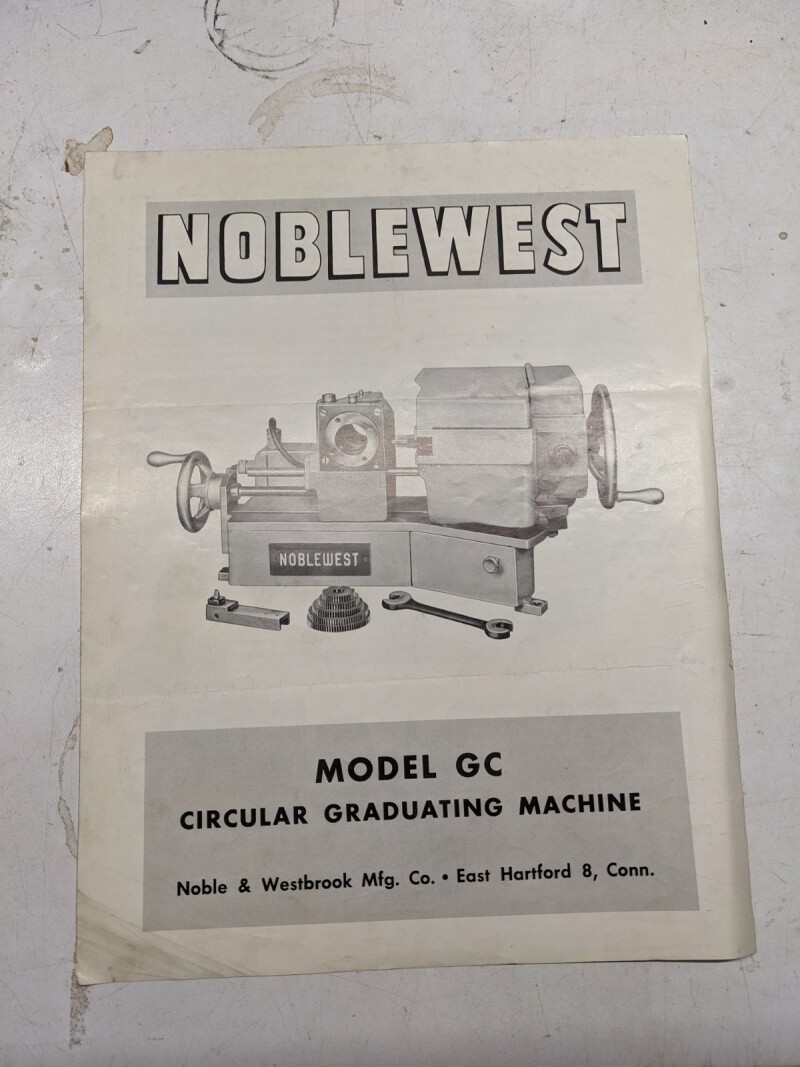 NOBLEWEST
NOBLEWEST
MODEL GC
CIRCULAR GRADUATING MACHINE
Noble & Westbrook Mfg. Co. • East Hartford 8, Conn.